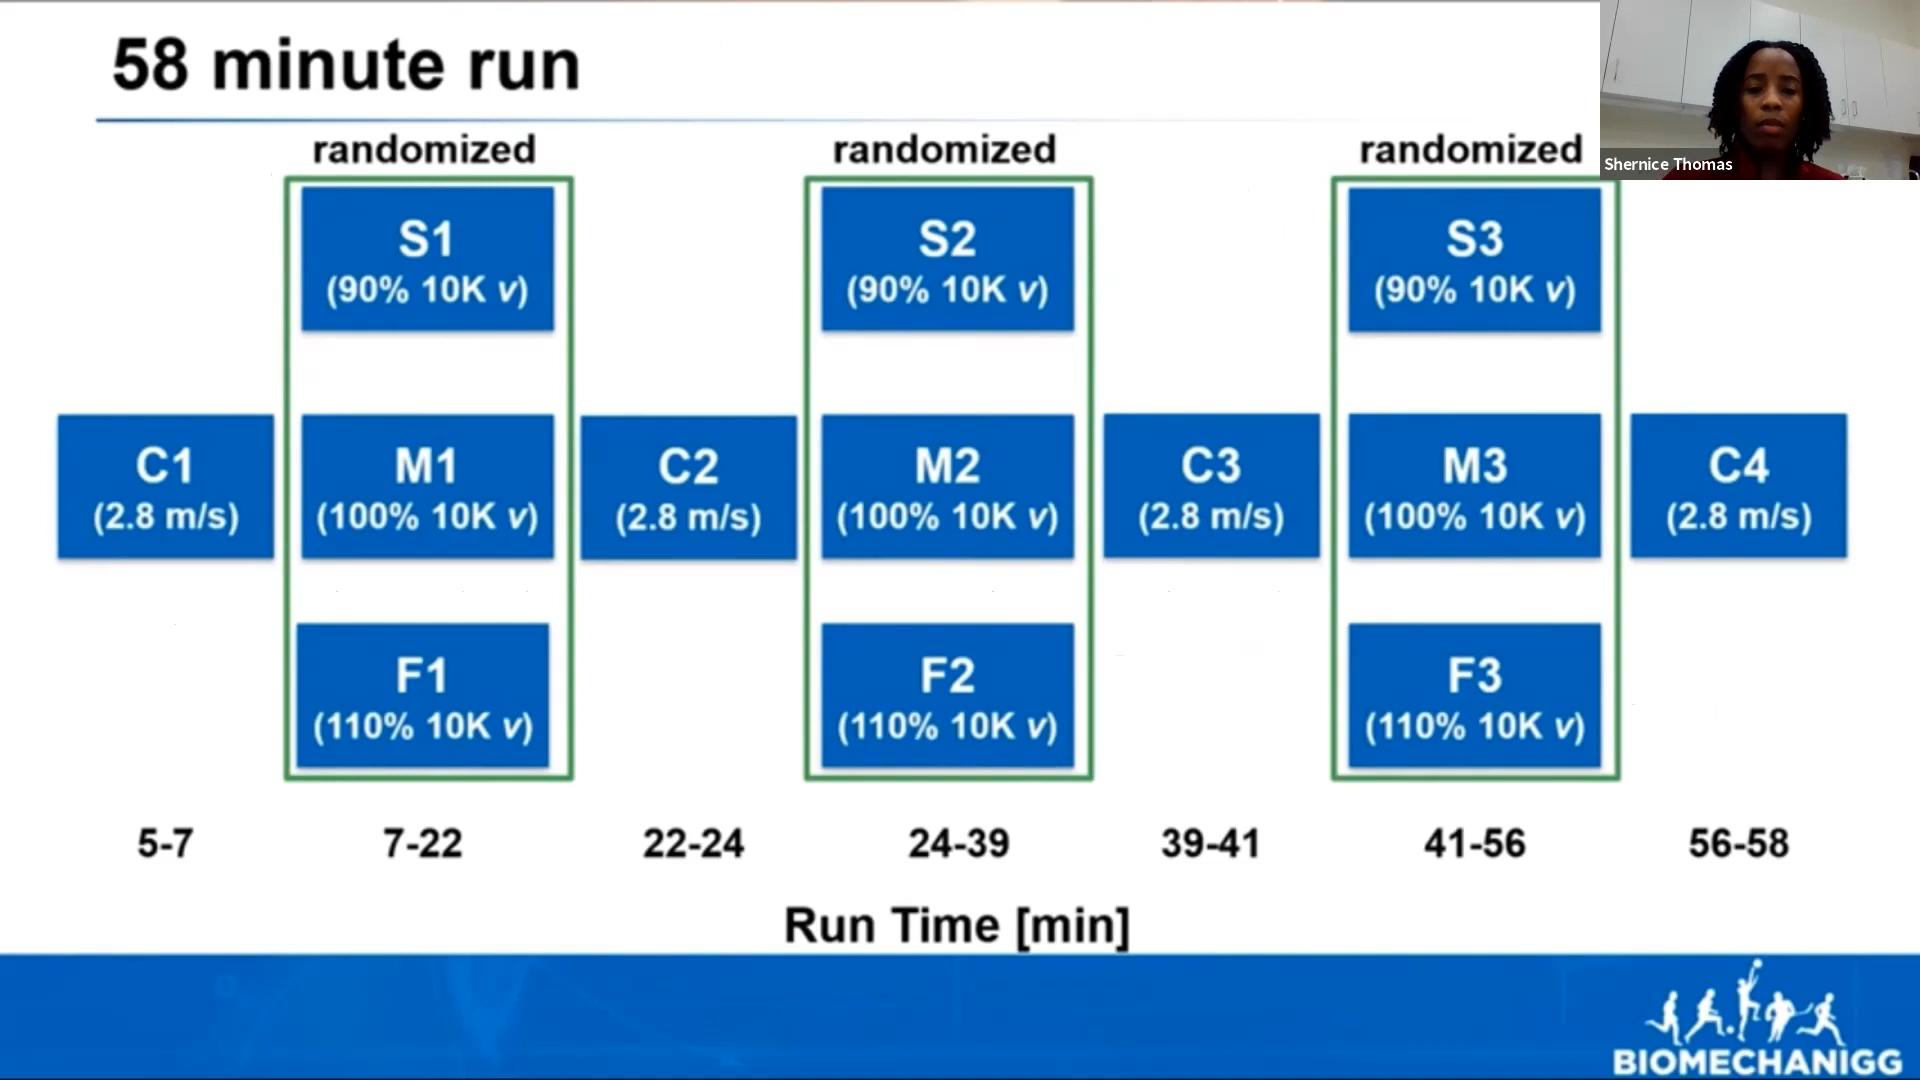 58 minute run
Shernice Thomas
randomized
randomized
randomized
S1
(90% 10K v)
S2
(90% 10K v)
S3
(90% 10K v)
C1
(2.8 m/s)
M1
(100% 10K v)
C2
(2.8 m/s)
M2
(100% 10K v)
C3
(2.8 m/s)
M3
(100% 10K v)
C4
(2.8 m/s)
F1
(110% 10K v)
F2
(110% 10K v)
F3
(110% 10K v)
5-7
7-22
22-24
24-39
39-41
41-56
56-58
Run Time [min]
BIOMECHANIGG